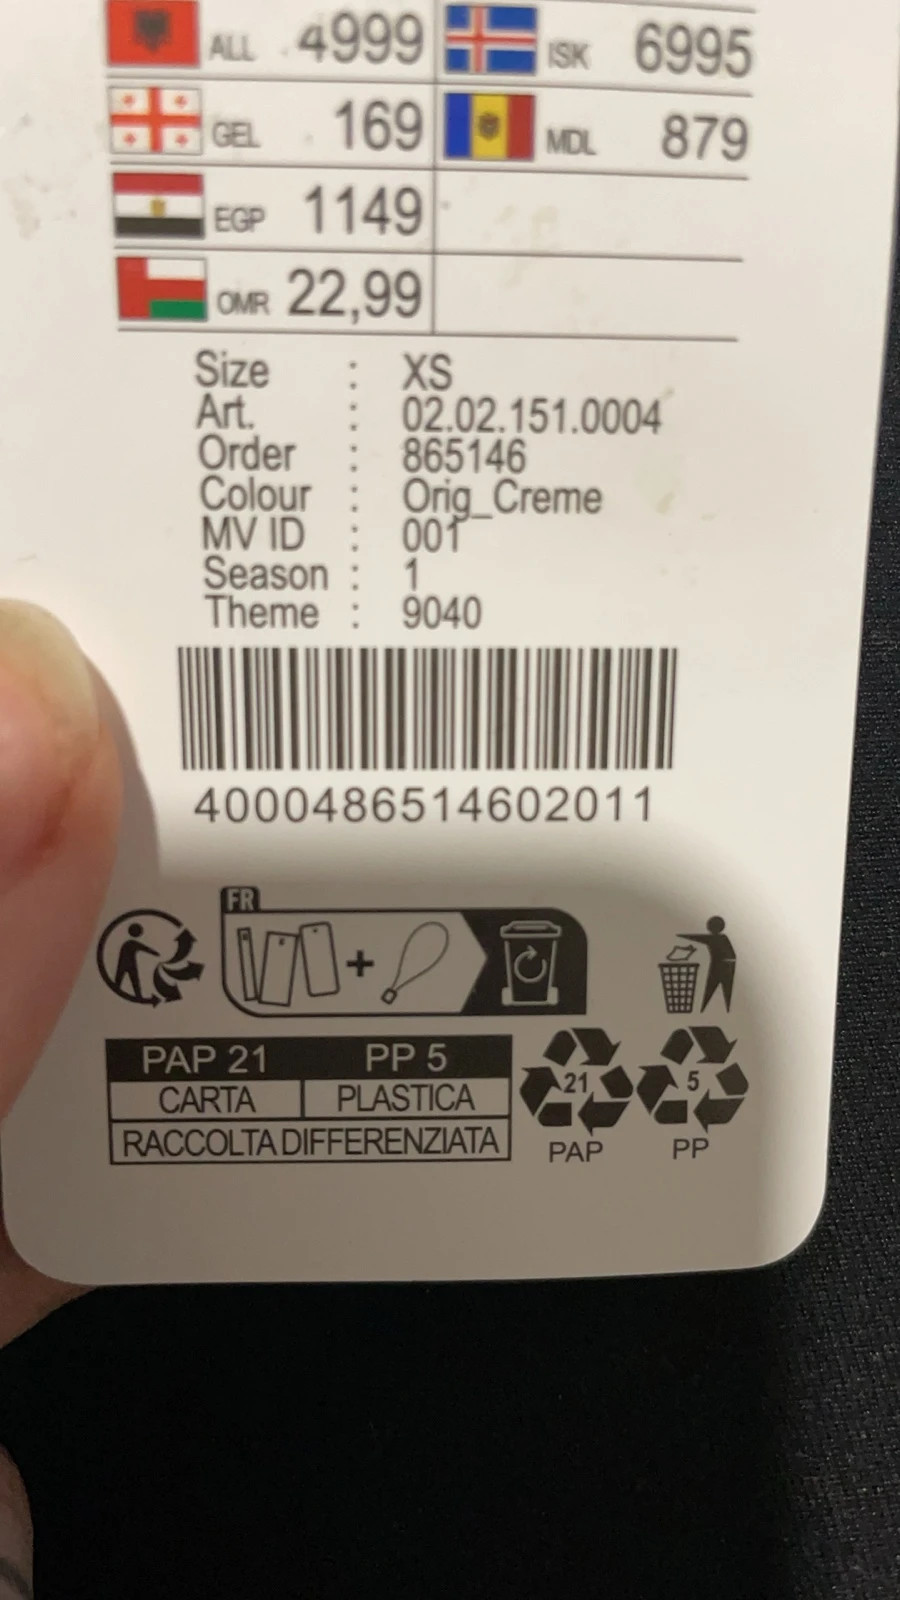 ALL 4999 ISK 6995
GEL 169 MDL 879
EGP 1149
OMR 22,99
Size : XS
Art. : 02.02.151.0004
Order : 865146
Colour : Orig_Creme
MV ID : 001
Season : 1
Theme : 9040
4000486514602011
FR
PAP 21 PP 5
CARTA PLASTICA
RACCOLTA DIFFERENZIATA
21 5
PAP PP